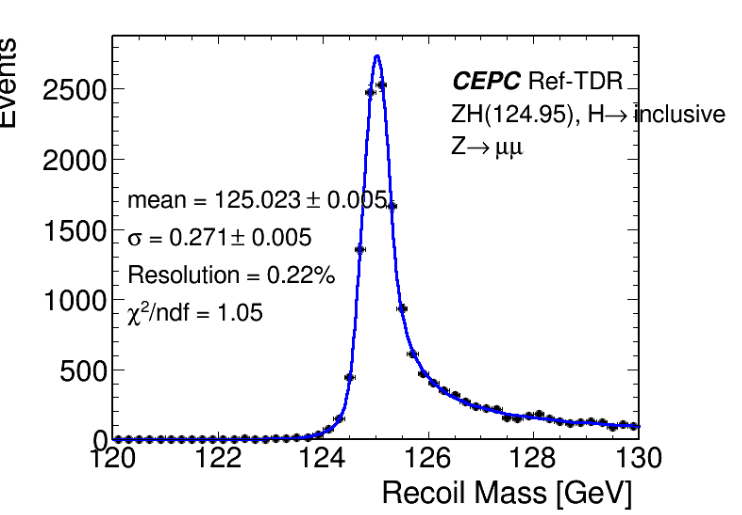 Events
2500
2000
1500
1000
500
0
CEPC Ref-TDR
ZH(124.95), H→inclusive
Z→μμ
mean = 125.023 ± 0.005
σ = 0.271± 0.005
Resolution = 0.22%
χ²/ndf = 1.05
120 122 124 126 128 130
Recoil Mass [GeV]